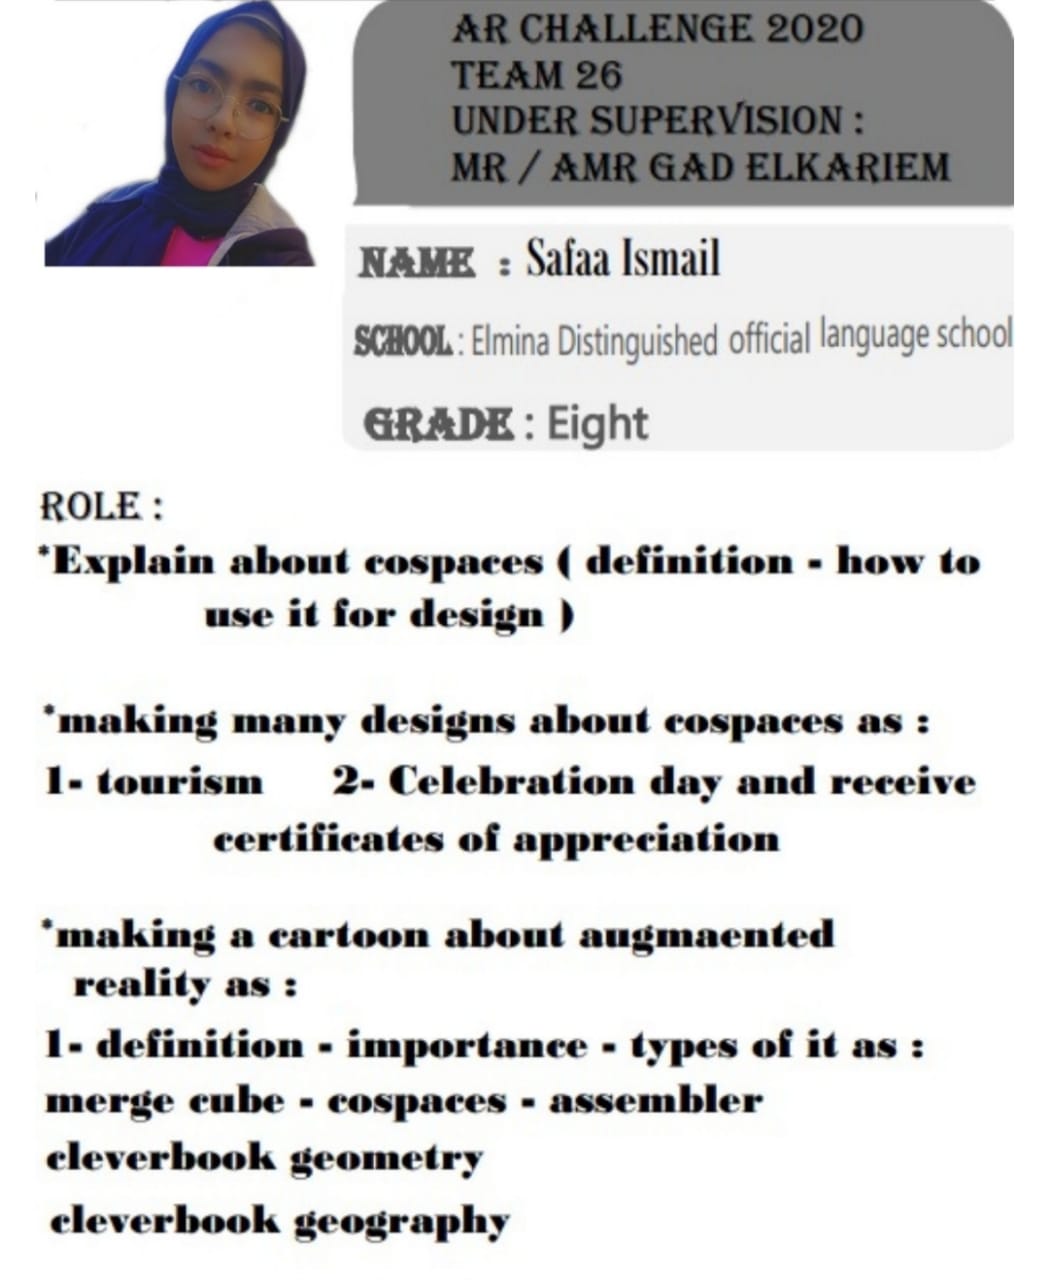 AR CHALLENGE 2020
TEAM 26
UNDER SUPERVISION :
MR / AMR GAD ELKARIEM
NAME : Safaa Ismail
SCHOOL : Elmina Distinguished official language school
GRADE : Eight
ROLE :
*Explain about cospaces ( definition - how to
use it for design )
*making many designs about cospaces as :
1- tourism 2- Celebration day and receive
certificates of appreciation
*making a cartoon about augmaented
reality as :
1- definition - importance - types of it as :
merge cube - cospaces - assembler
cleverbook geometry
cleverbook geography